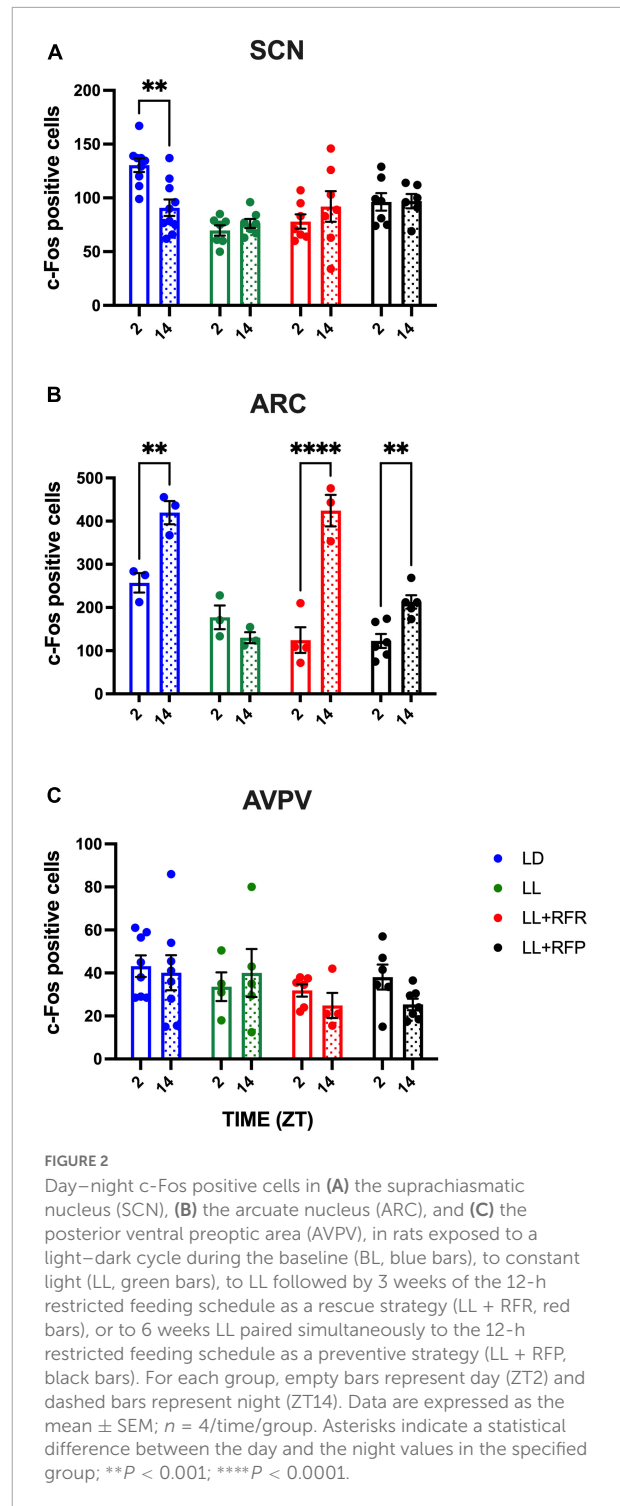 A
SCN
c-Fos positive cells
200
150
100
50
0
**
2 14 2 14 2 14 2 14
B
ARC
c-Fos positive cells
500
400
300
200
100
0
** **** **
2 14 2 14 2 14 2 14
C
AVPV
c-Fos positive cells
100
80
60
40
20
0
2 14 2 14 2 14 2 14
TIME (ZT)
LD
LL
LL+RFR
LL+RFP
FIGURE 2
Day–night c-Fos positive cells in (A) the suprachiasmatic
nucleus (SCN), (B) the arcuate nucleus (ARC), and (C) the
posterior ventral preoptic area (AVPV), in rats exposed to a
light–dark cycle during the baseline (BL, blue bars), to constant
light (LL, green bars), to LL followed by 3 weeks of the 12-h
restricted feeding schedule as a rescue strategy (LL + RFR, red
bars), or to 6 weeks LL paired simultaneously to the 12-h
restricted feeding schedule as a preventive strategy (LL + RFP,
black bars). For each group, empty bars represent day (ZT2) and
dashed bars represent night (ZT14). Data are expressed as the
mean ± SEM; n = 4/time/group. Asterisks indicate a statistical
difference between the day and the night values in the specified
group; **P < 0.001; ****P < 0.0001.